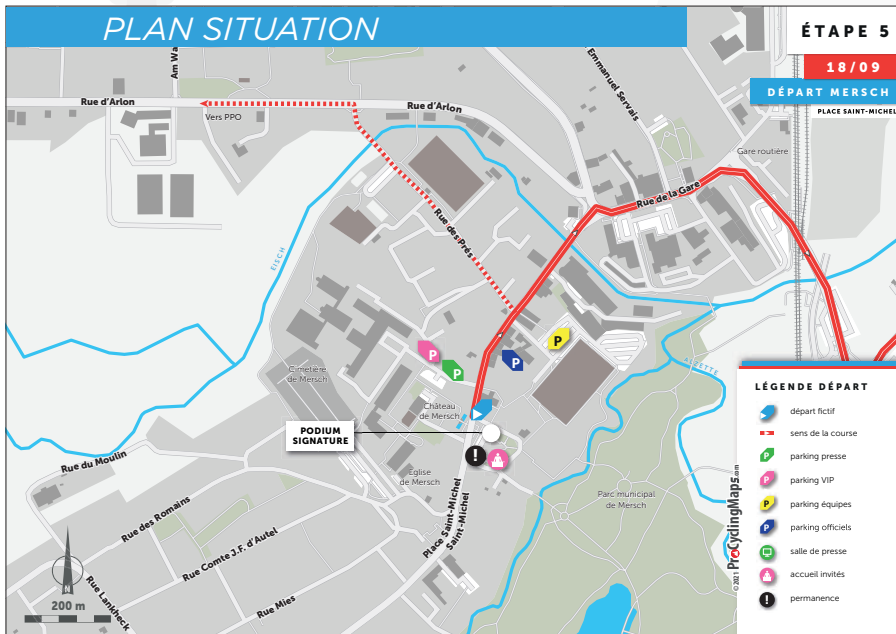 PLAN SITUATION
ÉTAPE 5
18/09
DÉPART MERSCH
PLACE SAINT-MICHEL
Am Wa
Emmanuel Servais
Rue d'Arlon
Rue d'Arlon
Vers PPO
Gare routière
Rue de la Gare
Rue des Prés
EISCH
P
P
P
P
ALZETTE
Cimetière
de Mersch
Château
de Mersch
PODIUM
SIGNATURE
!
Église
de Mersch
Rue du Moulin
Rue des Romains
Rue Comte J.F. d'Autel
Rue Mies
Rue Lankheck
Place Saint-Michel
Saint-Michel
Parc municipal
de Mersch
N
200 m
LÉGENDE DÉPART
départ fictif
sens de la course
P parking presse
P parking VIP
P parking équipes
P parking officiels
salle de presse
accueil invités
! permanence
©2021 ProCyclingMaps.com